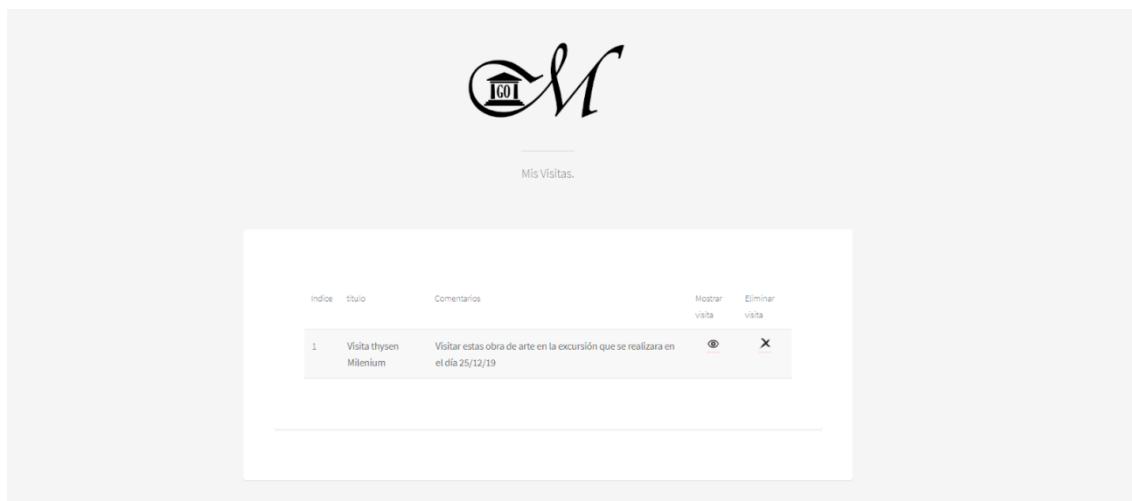 GO M
Mis Visitas.
Indice título Comentarios Mostrar visita Eliminar visita
1 Visita thysen Milenium Visitar estas obra de arte en la excursión que se realizara en el día 25/12/19